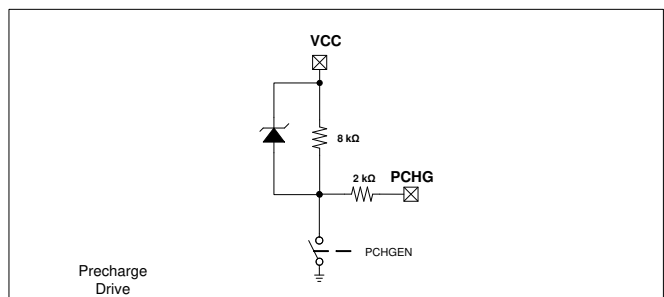 VCC
8 kΩ
2 kΩ
PCHG
PCHGEN
Precharge
Drive